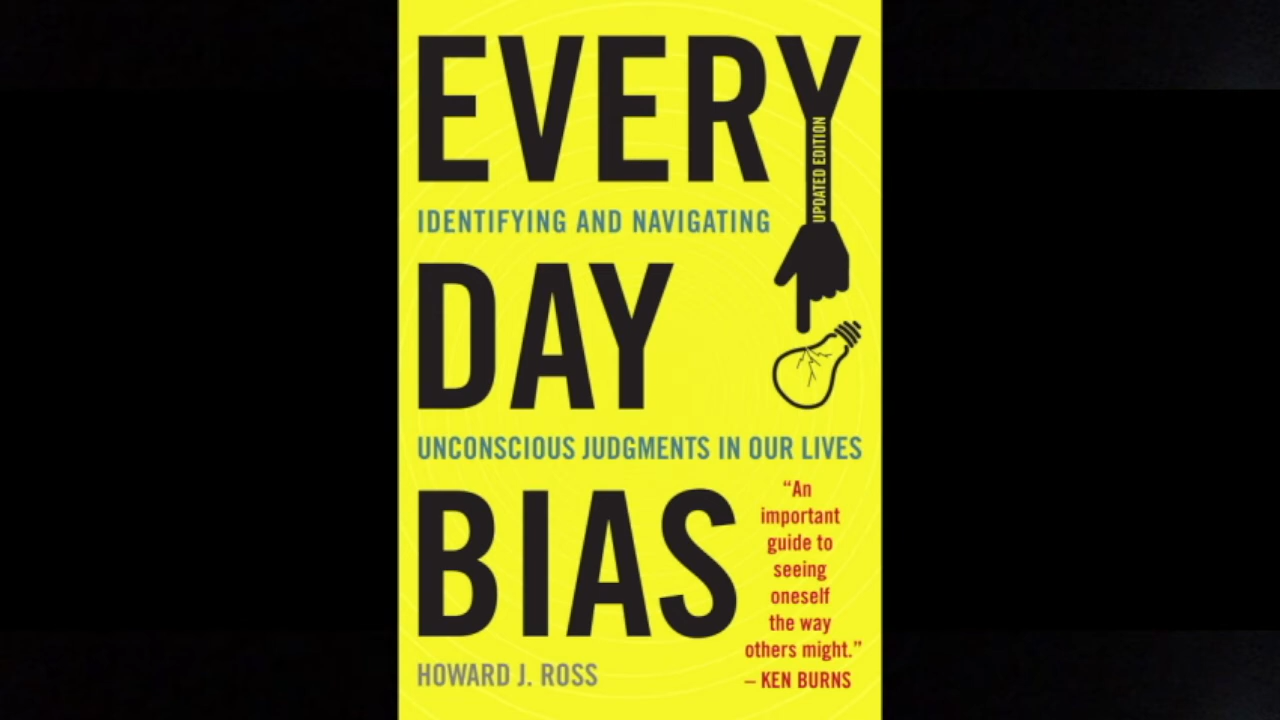 EVERY
UPDATED EDITION
IDENTIFYING AND NAVIGATING
DAY
UNCONSCIOUS JUDGMENTS IN OUR LIVES
BIAS
“An
important
guide to
seeing
oneself
the way
others might.”
– KEN BURNS
HOWARD J. ROSS